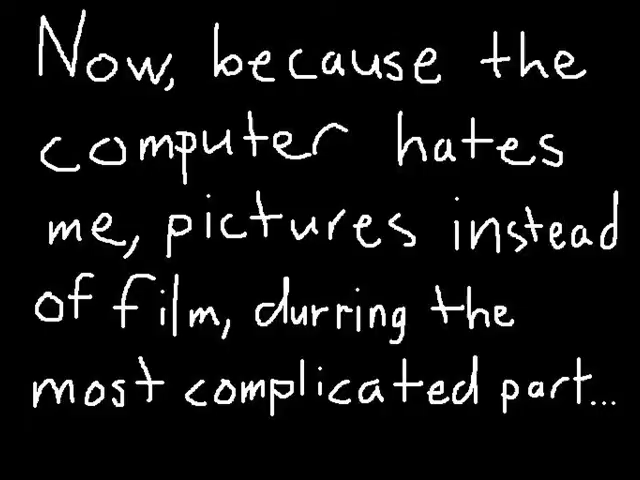 Now, because the
computer hates
me, pictures instead
of film, durring the
most complicated part...